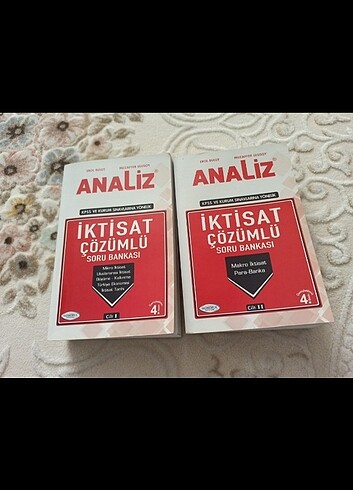 ANALİZ
KPSS VE KURUM SINAVLARINA YÖNELİK
İKTİSAT
ÇÖZÜMLÜ
SORU BANKASI
Mikro İktisat
Uluslararası İktisat
Büyüme - Kalkınma
Türkiye Ekonomisi
İktisat Tarihi
4.
Cilt I
ANALİZ
KPSS VE KURUM SINAVLARINA YÖNELİK
İKTİSAT
ÇÖZÜMLÜ
SORU BANKASI
Makro İktisat
Para-Banka
4.
Cilt II